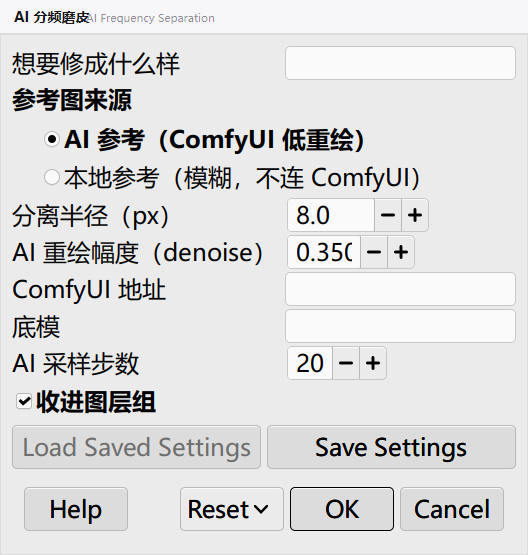 AI 分频磨皮 AI Frequency Separation
想要修成什么样
参考图来源
AI 参考（ComfyUI 低重绘）
本地参考（模糊，不连 ComfyUI）
分离半径（px） 8.0
AI 重绘幅度（denoise） 0.350
ComfyUI 地址
底模
AI 采样步数 20
收进图层组
Load Saved Settings Save Settings
Help Reset OK Cancel